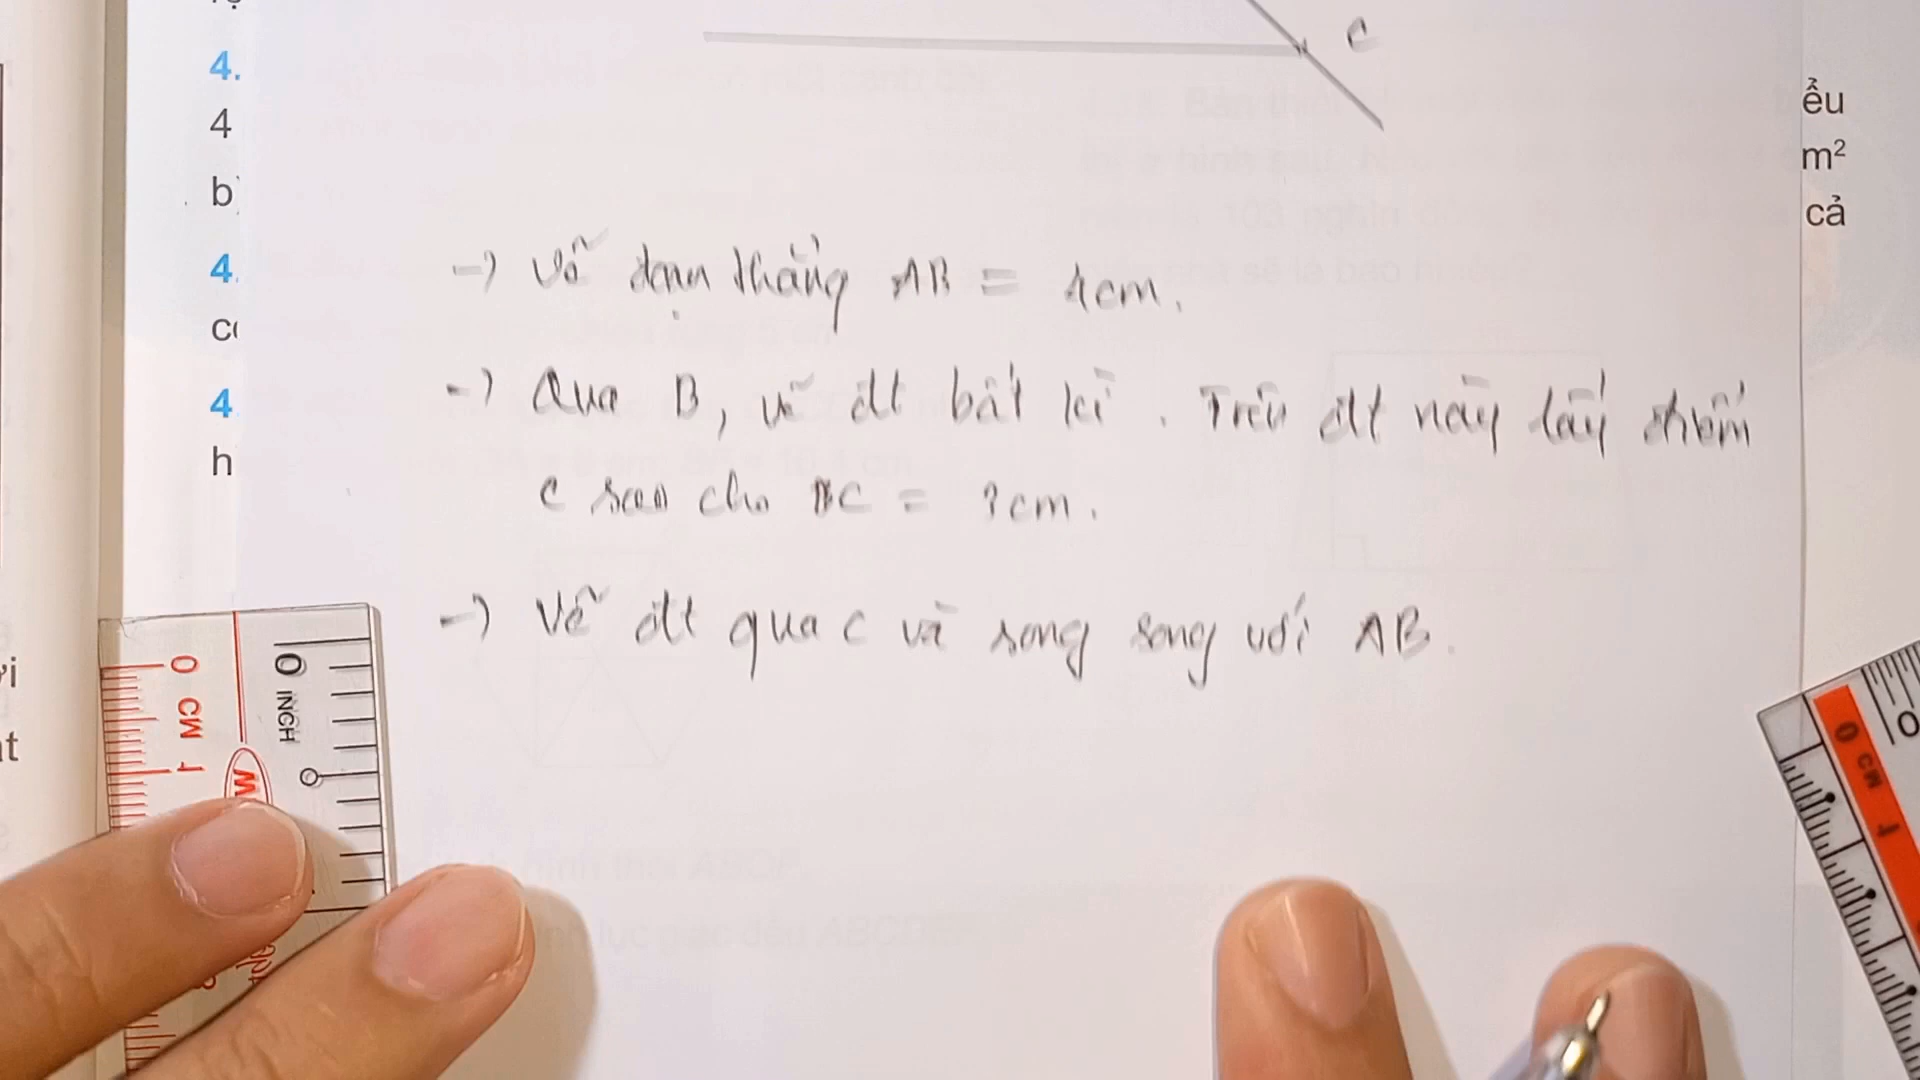 C
4.
4
b
ểu
m²
cả
4
c
4
h
-> Vẽ đoạn thẳng AB = 4cm.
-> Qua B, vẽ đt bất kì. Trên đt này lấy điểm
C sao cho BC = 3cm.
-> Vẽ đt qua C và song song với AB.
0 CM 1
0 INCH
W
0 CM 1
0